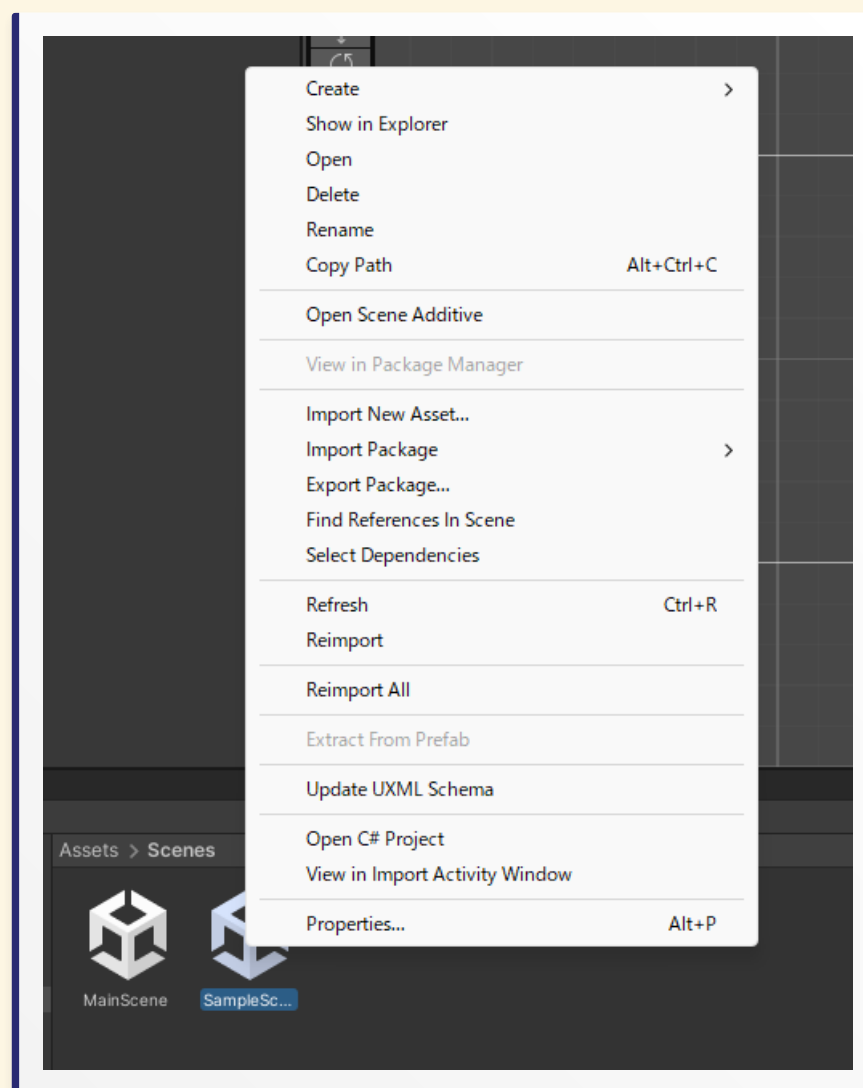 Create
Show in Explorer
Open
Delete
Rename
Copy Path Alt+Ctrl+C
Open Scene Additive
View in Package Manager
Import New Asset...
Import Package
Export Package...
Find References In Scene
Select Dependencies
Refresh Ctrl+R
Reimport
Reimport All
Extract From Prefab
Update UXML Schema
Open C# Project
View in Import Activity Window
Properties... Alt+P
Assets > Scenes
MainScene SampleSc...